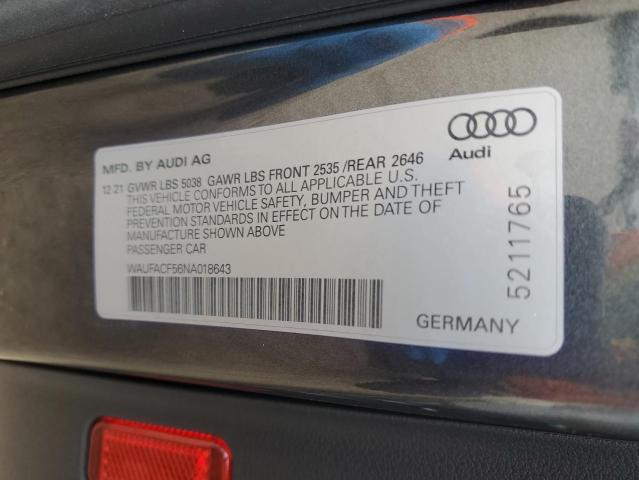 MFD. BY AUDI AG
12 21 GVWR LBS 5038 GAWR LBS FRONT 2535 /REAR 2646
THIS VEHICLE CONFORMS TO ALL APPLICABLE U.S.
FEDERAL MOTOR VEHICLE SAFETY, BUMPER AND THEFT
PREVENTION STANDARDS IN EFFECT ON THE DATE OF
MANUFACTURE SHOWN ABOVE
PASSENGER CAR
WAUFACF56NA018643
GERMANY
Audi
5211765